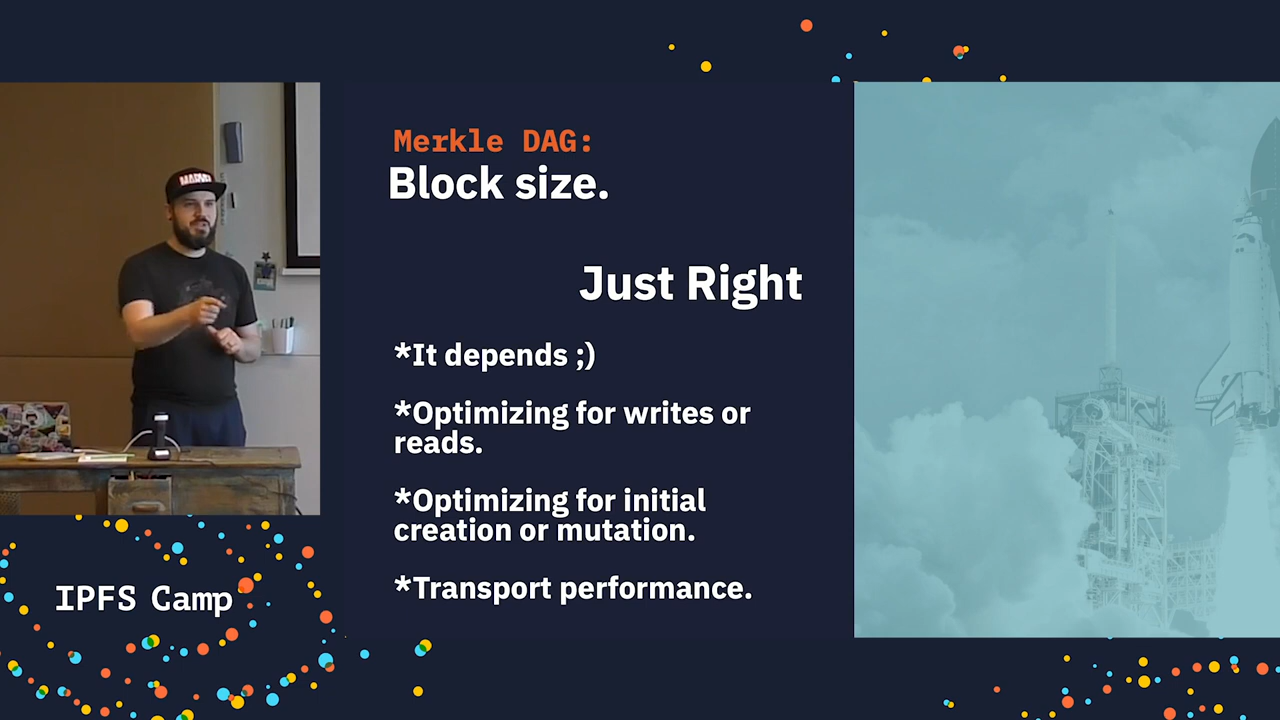 Merkle DAG:
Block size.
Just Right
*It depends ;)
*Optimizing for writes or
reads.
*Optimizing for initial
creation or mutation.
*Transport performance.
MARVEL
IPFS Camp